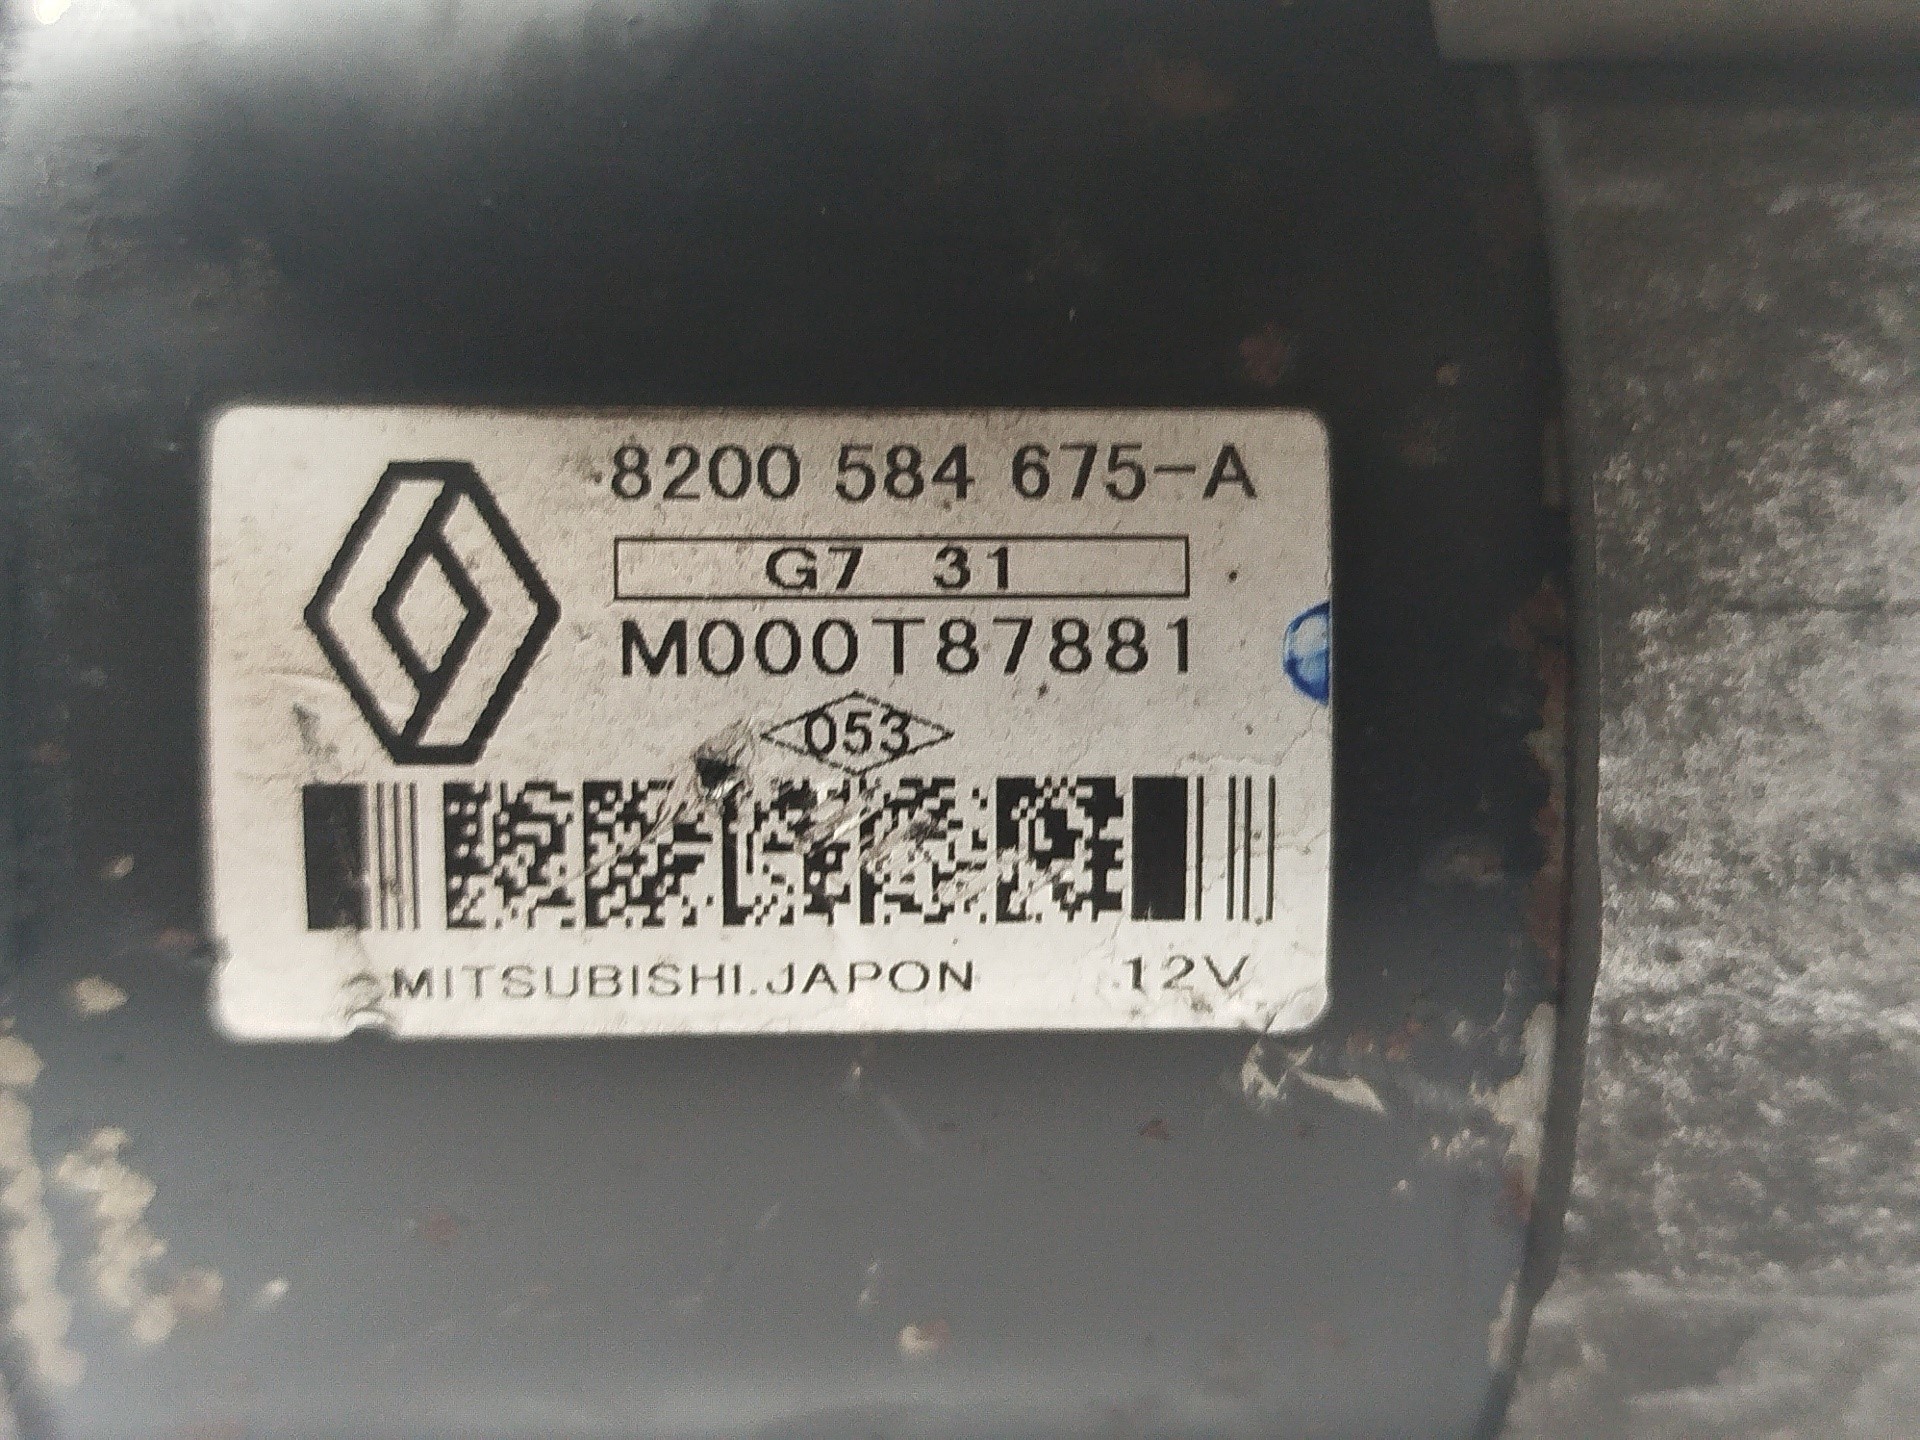 8200 584 675-A
G7 31
M000T87881
053
MITSUBISHI.JAPON 12V